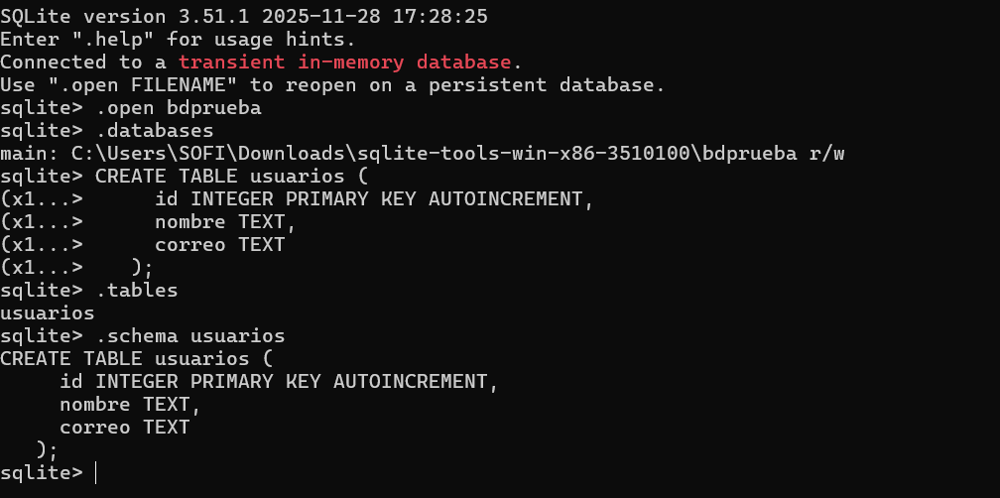 SQLite version 3.51.1 2025-11-28 17:28:25
Enter ".help" for usage hints.
Connected to a transient in-memory database.
Use ".open FILENAME" to reopen on a persistent database.
sqlite> .open bdprueba
sqlite> .databases
main: C:\Users\SOFI\Downloads\sqlite-tools-win-x86-3510100\bdprueba r/w
sqlite> CREATE TABLE usuarios (
(x1...>      id INTEGER PRIMARY KEY AUTOINCREMENT,
(x1...>      nombre TEXT,
(x1...>      correo TEXT
(x1...>    );
sqlite> .tables
usuarios
sqlite> .schema usuarios
CREATE TABLE usuarios (
     id INTEGER PRIMARY KEY AUTOINCREMENT,
     nombre TEXT,
     correo TEXT
   );
sqlite>